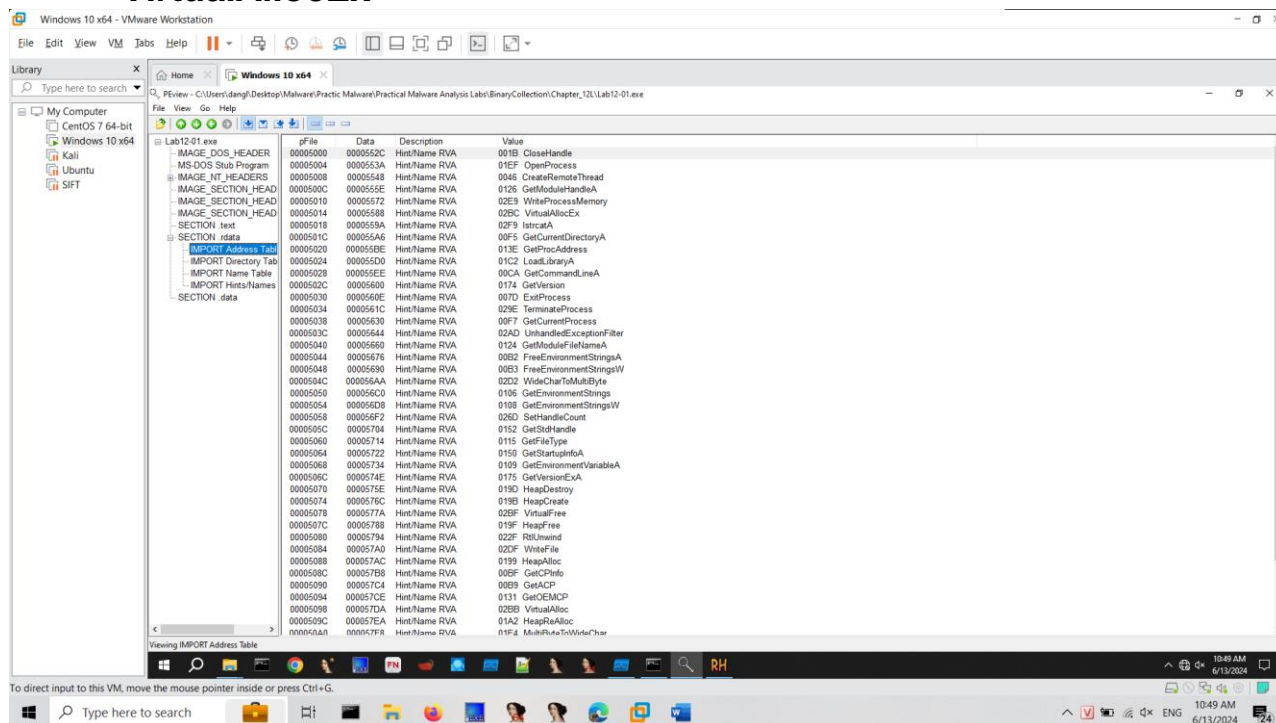 Windows 10 x64 - VMware Workstation
File Edit View VM Tabs Help
Library
Type here to search
My Computer
CentOS 7 64-bit
Windows 10 x64
Kali
Ubuntu
SIFT
Home
Windows 10 x64
PEview - C:\Users\dangl\Desktop\Malware\Practic Malware\Practical Malware Analysis Labs\BinaryCollection\Chapter_12L\Lab12-01.exe
File View Go Help
Lab12-01.exe
IMAGE_DOS_HEADER
MS-DOS Stub Program
IMAGE_NT_HEADERS
IMAGE_SECTION_HEAD
IMAGE_SECTION_HEAD
IMAGE_SECTION_HEAD
SECTION .text
SECTION .rdata
IMPORT Address Tabl
IMPORT Directory Tab
IMPORT Name Table
IMPORT Hints/Names
SECTION .data
pFile Data Description Value
00005000 0000552C Hint/Name RVA 001B CloseHandle
00005004 0000553A Hint/Name RVA 01EF OpenProcess
00005008 00005548 Hint/Name RVA 0046 CreateRemoteThread
0000500C 0000555E Hint/Name RVA 0126 GetModuleHandleA
00005010 00005572 Hint/Name RVA 02E9 WriteProcessMemory
00005014 00005588 Hint/Name RVA 02BC VirtualAllocEx
00005018 0000559A Hint/Name RVA 02F9 lstrcatA
0000501C 000055A6 Hint/Name RVA 00F5 GetCurrentDirectoryA
00005020 000055BE Hint/Name RVA 013E GetProcAddress
00005024 000055D0 Hint/Name RVA 01C2 LoadLibraryA
00005028 000055EE Hint/Name RVA 00CA GetCommandLineA
0000502C 00005600 Hint/Name RVA 0174 GetVersion
00005030 0000560E Hint/Name RVA 007D ExitProcess
00005034 0000561C Hint/Name RVA 029E TerminateProcess
00005038 00005630 Hint/Name RVA 00F7 GetCurrentProcess
0000503C 00005644 Hint/Name RVA 02AD UnhandledExceptionFilter
00005040 00005660 Hint/Name RVA 0124 GetModuleFileNameA
00005044 00005676 Hint/Name RVA 00B2 FreeEnvironmentStringsA
00005048 00005690 Hint/Name RVA 00B3 FreeEnvironmentStringsW
0000504C 000056AA Hint/Name RVA 02D2 WideCharToMultiByte
00005050 000056C0 Hint/Name RVA 0106 GetEnvironmentStrings
00005054 000056D8 Hint/Name RVA 0108 GetEnvironmentStringsW
00005058 000056F2 Hint/Name RVA 026D SetHandleCount
0000505C 00005704 Hint/Name RVA 0152 GetStdHandle
00005060 00005714 Hint/Name RVA 0115 GetFileType
00005064 00005722 Hint/Name RVA 0150 GetStartupInfoA
00005068 00005734 Hint/Name RVA 0109 GetEnvironmentVariableA
0000506C 0000574E Hint/Name RVA 0175 GetVersionExA
00005070 0000575E Hint/Name RVA 019D HeapDestroy
00005074 0000576C Hint/Name RVA 019B HeapCreate
00005078 0000577A Hint/Name RVA 02BF VirtualFree
0000507C 00005788 Hint/Name RVA 019F HeapFree
00005080 00005794 Hint/Name RVA 022F RtlUnwind
00005084 000057A0 Hint/Name RVA 02DF WriteFile
00005088 000057AC Hint/Name RVA 0199 HeapAlloc
0000508C 000057B8 Hint/Name RVA 00BF GetCPInfo
00005090 000057C4 Hint/Name RVA 00B9 GetACP
00005094 000057CE Hint/Name RVA 0131 GetOEMCP
00005098 000057DA Hint/Name RVA 02BB VirtualAlloc
0000509C 000057EA Hint/Name RVA 01A2 HeapReAlloc
000050A0 000057F8 Hint/Name RVA 01E4 MultiByteToWideChar
Viewing IMPORT Address Table
FN RH 10:49 AM
6/13/2024
To direct input to this VM, move the mouse pointer inside or press Ctrl+G.
Type here to search
ENG 10:49 AM
6/13/2024